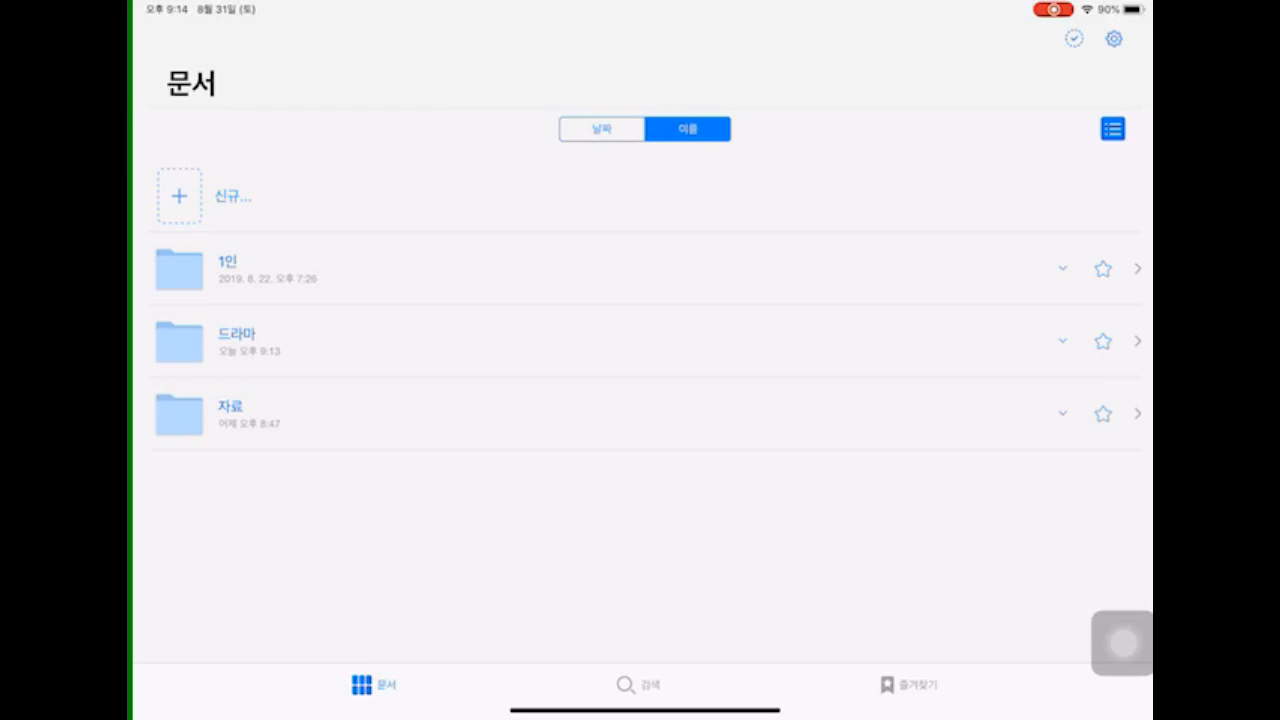 오후 9:14 8월 31일 (토)
90%
문서
날짜
이름
신규...
1인
2019. 6. 22. 오후 7:26
드라마
오늘 오후 9:13
자료
어제 오후 8:47
문서
검색
즐겨찾기